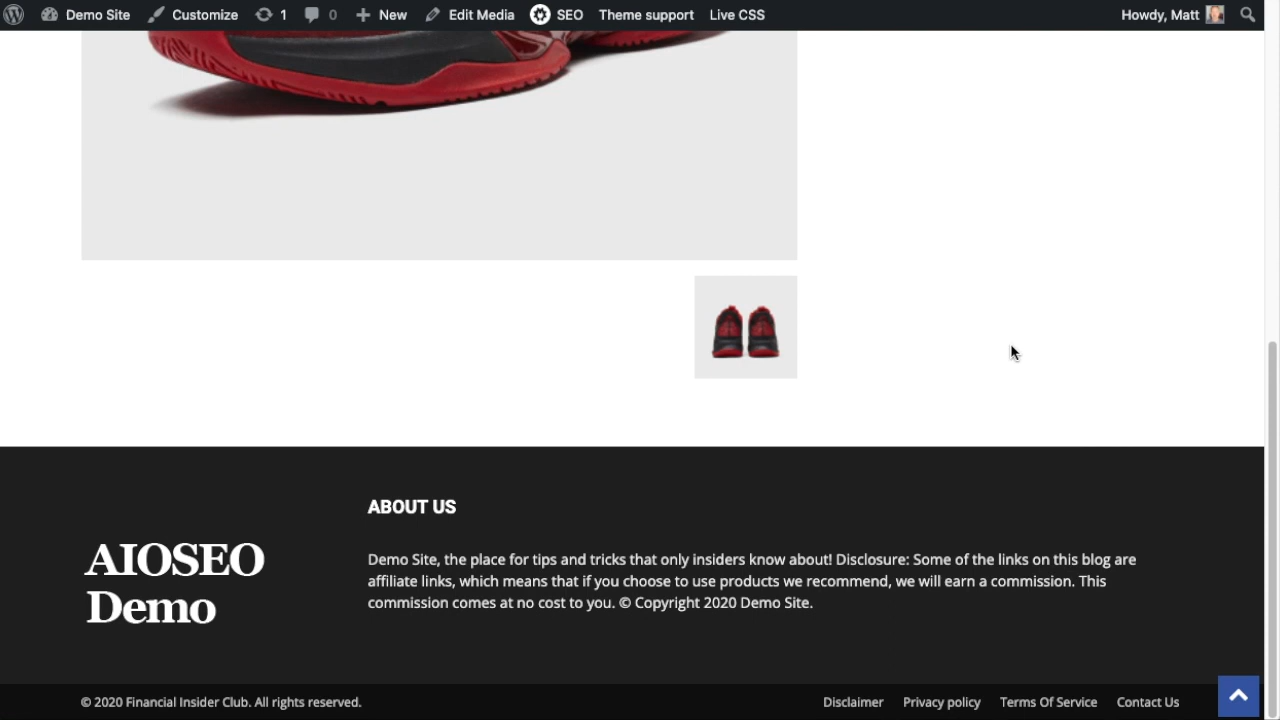 Demo Site Customize 1 0 New Edit Media SEO Theme support Live CSS Howdy, Matt
ABOUT US
AIOSEO
Demo
Demo Site, the place for tips and tricks that only insiders know about! Disclosure: Some of the links on this blog are
affiliate links, which means that if you choose to use products we recommend, we will earn a commission. This
commission comes at no cost to you. © Copyright 2020 Demo Site.
© 2020 Financial Insider Club. All rights reserved. Disclaimer Privacy policy Terms Of Service Contact Us